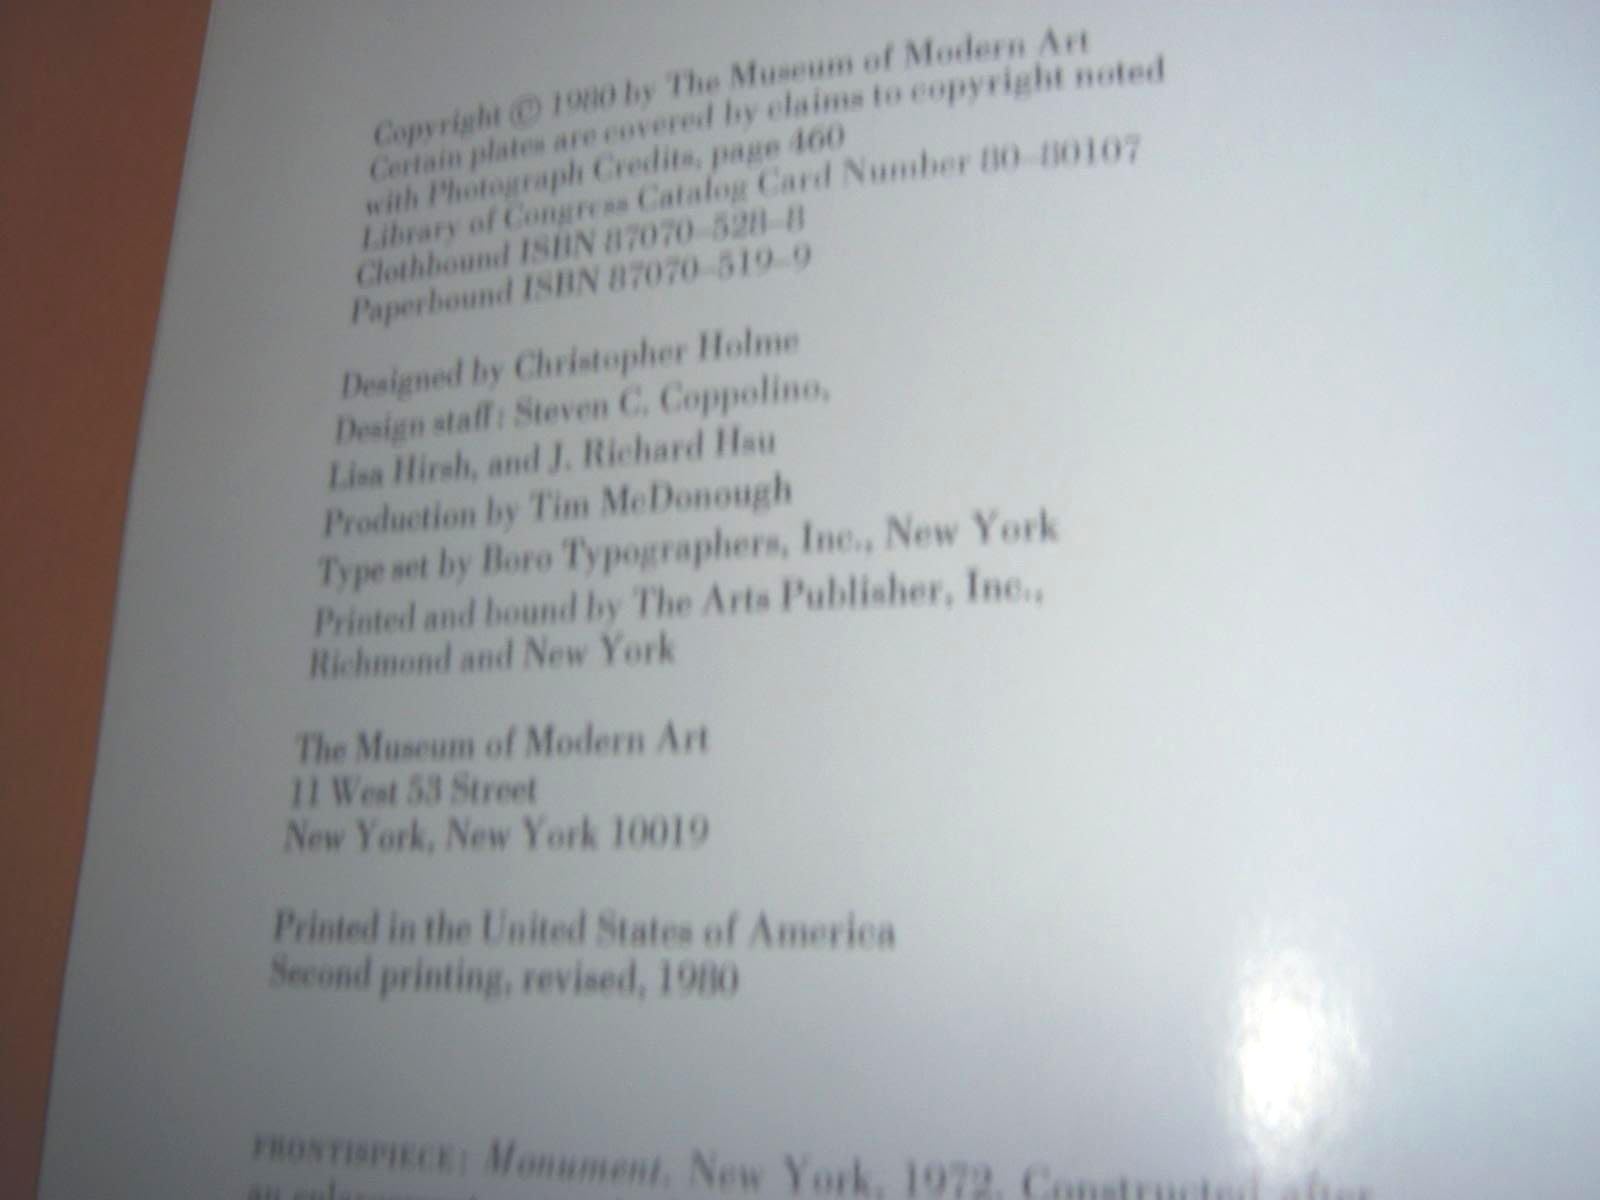 Copyright © 1980 by The Museum of Modern Art
Certain plates are covered by claims to copyright noted
with Photograph Credits, page 460
Library of Congress Catalog Card Number 80–80107
Clothbound ISBN 87070–528–8
Paperbound ISBN 87070–519–9
Designed by Christopher Holme
Design staff: Steven C. Coppolino,
Lisa Hirsh, and J. Richard Hsu
Production by Tim McDonough
Type set by Boro Typographers, Inc., New York
Printed and bound by The Arts Publisher, Inc.,
Richmond and New York
The Museum of Modern Art
11 West 53 Street
New York, New York 10019
Printed in the United States of America
Second printing, revised, 1980
FRONTISPIECE: Monument, New York, 1972. Constructed after
an